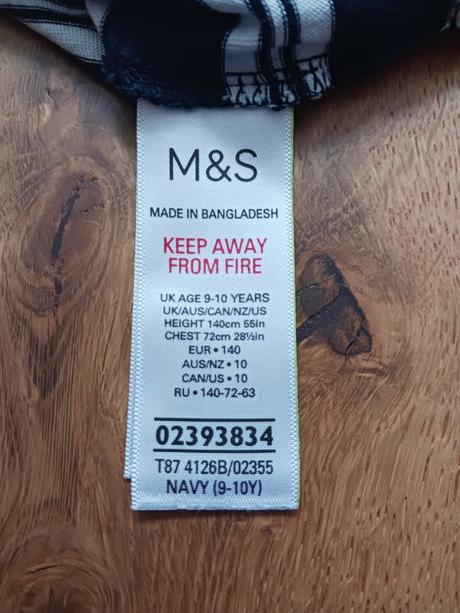 M&S
MADE IN BANGLADESH
KEEP AWAY
FROM FIRE
UK AGE 9-10 YEARS
UK/AUS/CAN/NZ/US
HEIGHT 140cm 55in
CHEST 72cm 28½in
EUR • 140
AUS/NZ • 10
CAN/US • 10
RU • 140-72-63
02393834
T87 4126B/02355
NAVY (9-10Y)